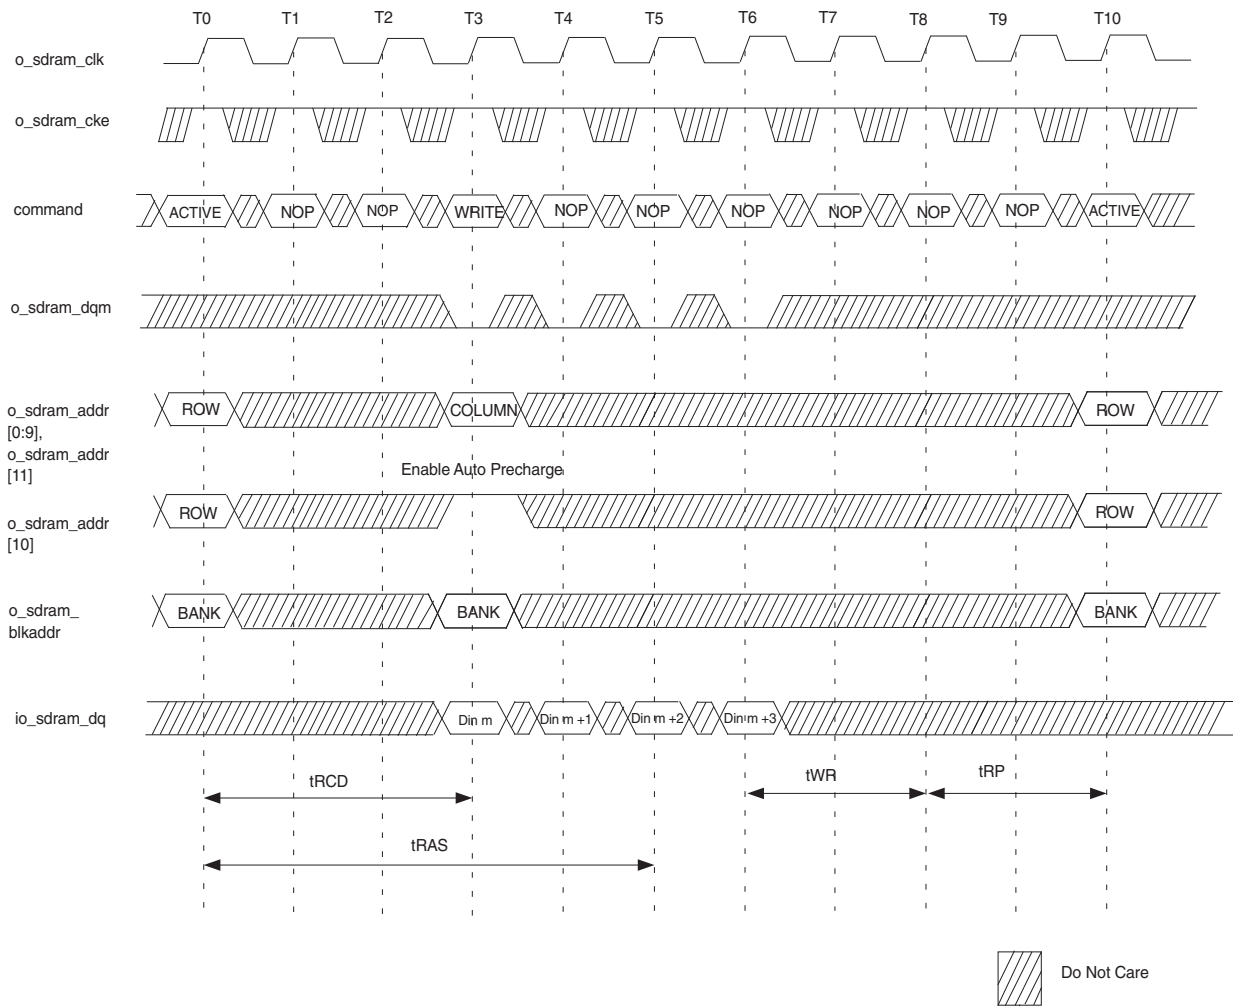 T0 T1 T2 T3 T4 T5 T6 T7 T8 T9 T10
o_sdram_clk
o_sdram_cke
command ACTIVE NOP NOP WRITE NOP NOP NOP NOP NOP NOP ACTIVE
o_sdram_dqm
o_sdram_addr ROW COLUMN ROW
[0:9],
o_sdram_addr
[11]
Enable Auto Precharge
o_sdram_addr ROW ROW
[10]
o_sdram_
blkaddr BANK BANK BANK
io_sdram_dq Din m Din m +1 Din m +2 Din m +3
tRCD tWR tRP
tRAS
Do Not Care